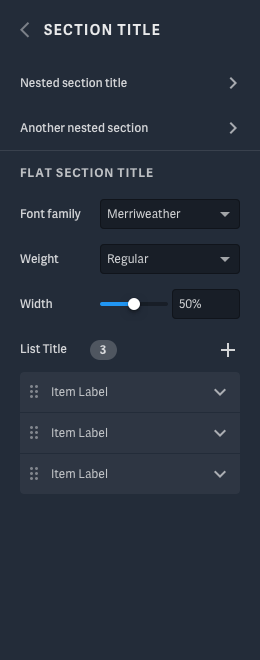 SECTION TITLE
Nested section title
Another nested section
FLAT SECTION TITLE
Font family Merriweather
Weight Regular
Width 50%
List Title 3
Item Label
Item Label
Item Label